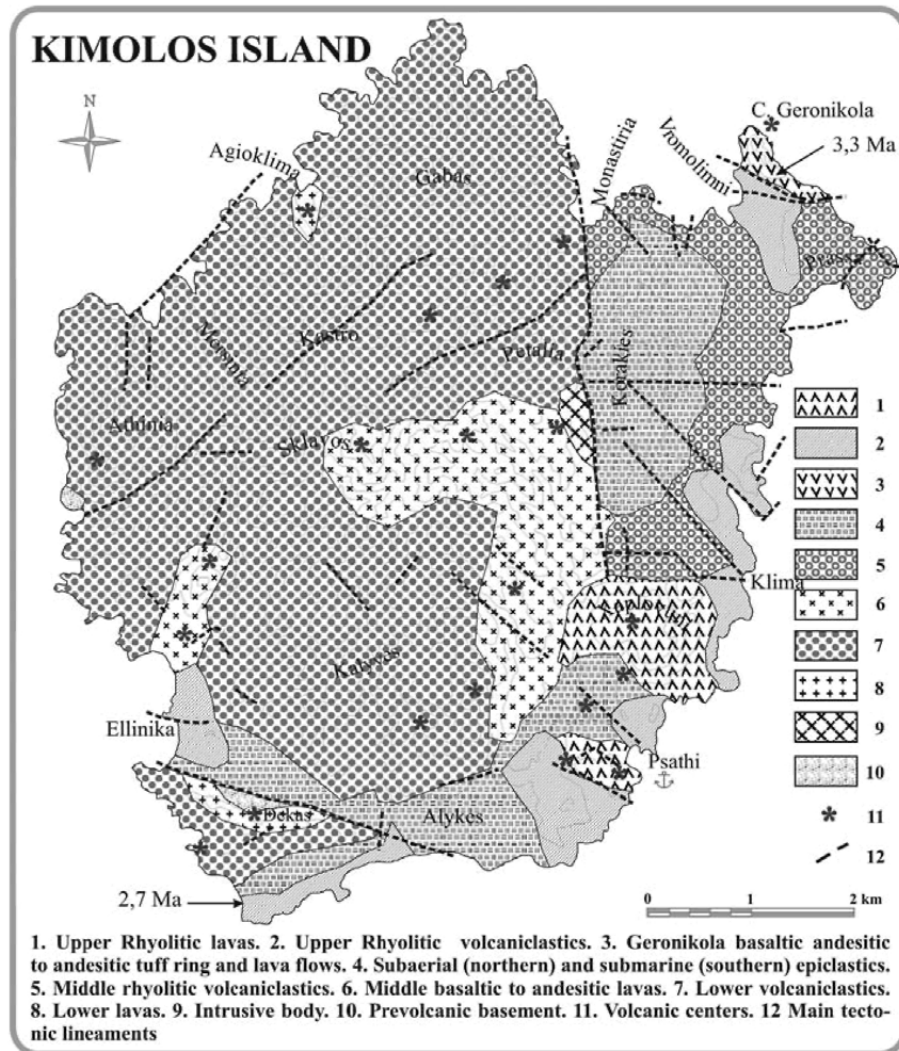 KIMOLOS ISLAND
N
C. Geronikola
3,3 Ma
Agioklima
Monastiria
Vromolimni
Gabas
Prassa
Mersinia
Kastro
Petalia
Korakies
Athinia
Sklavos
1
2
3
4
5
Klima
6
Kalyves
7
8
Ellinika
9
Psathi
10
Dekas
Alykes
11
12
2,7 Ma
0 1 2 km
1. Upper Rhyolitic lavas. 2. Upper Rhyolitic volcaniclastics. 3. Geronikola basaltic andesitic
to andesitic tuff ring and lava flows. 4. Subaerial (northern) and submarine (southern) epiclastics.
5. Middle rhyolitic volcaniclastics. 6. Middle basaltic to andesitic lavas. 7. Lower volcaniclastics.
8. Lower lavas. 9. Intrusive body. 10. Prevolcanic basement. 11. Volcanic centers. 12 Main tecto-
nic lineaments